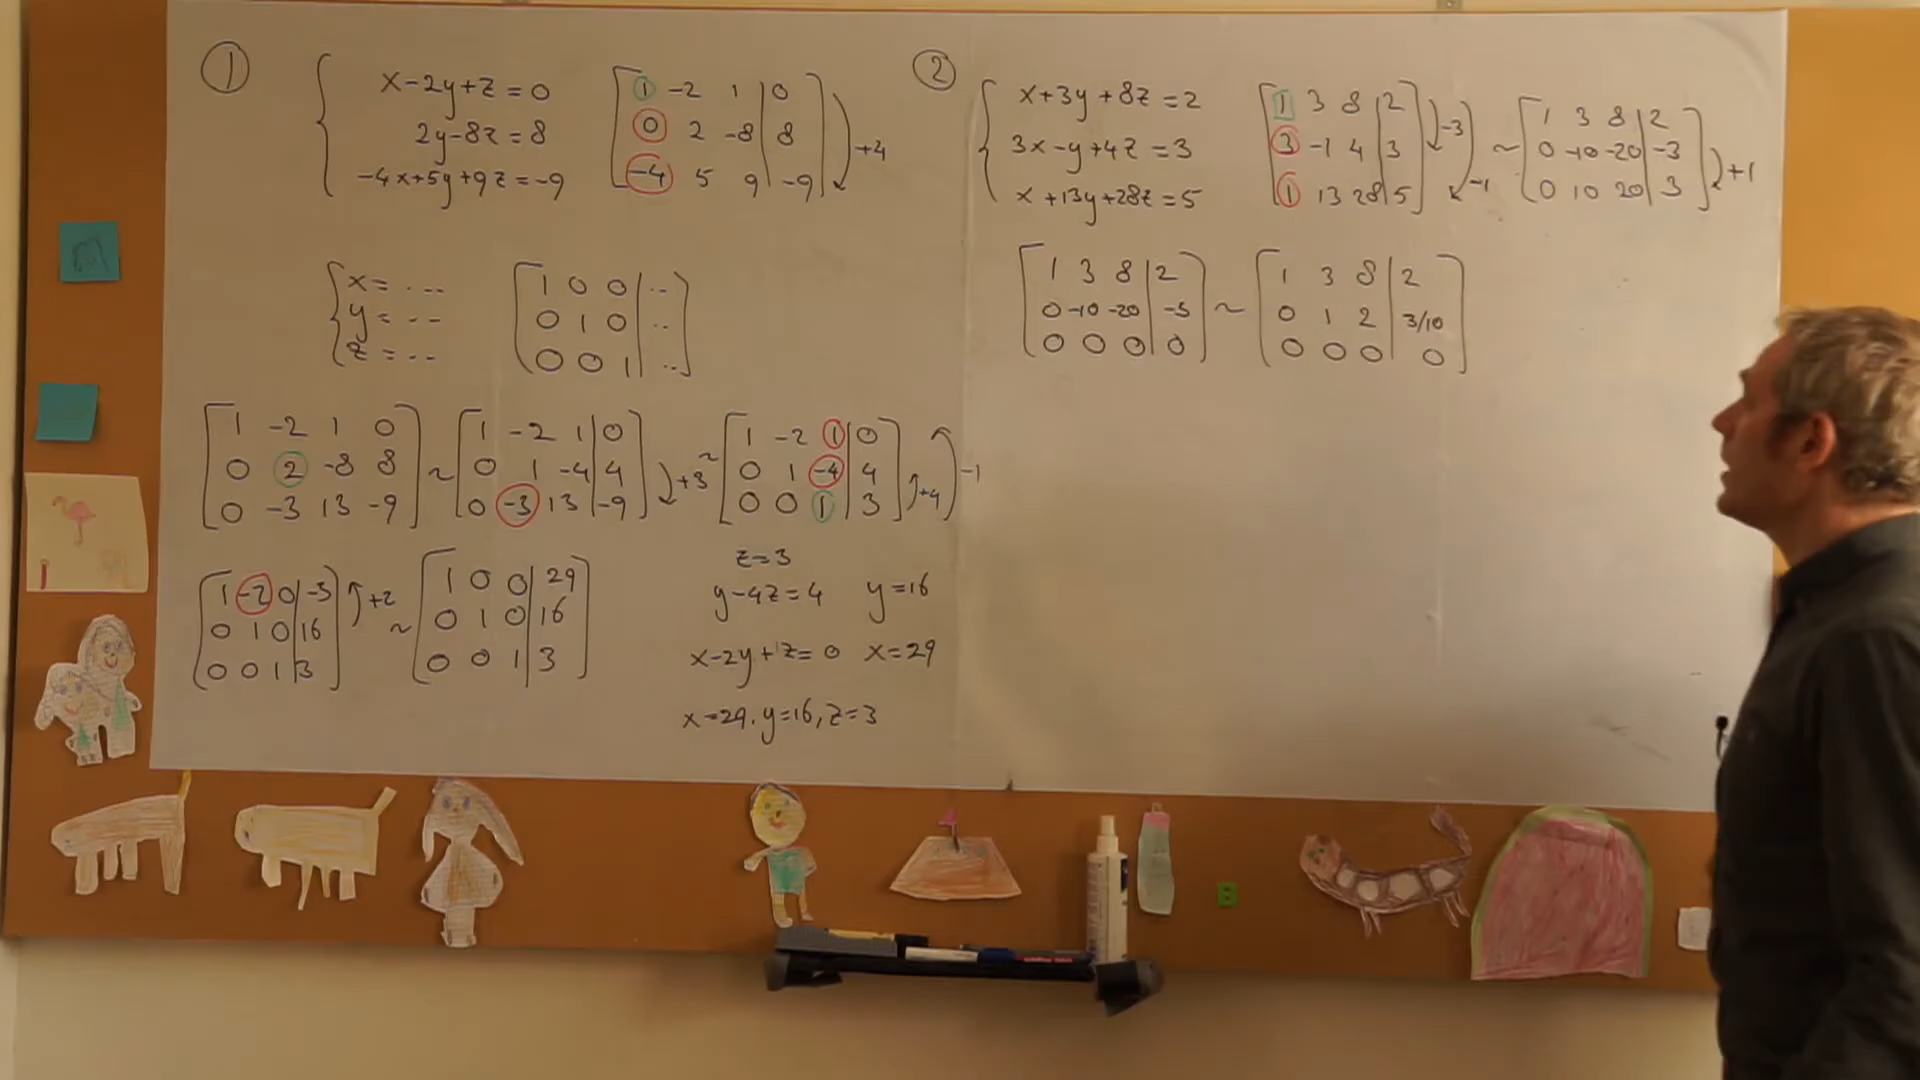 ①
x-2y+z=0
2y-8z=8
-4x+5y+9z=-9
1 -2 1 | 0
0 2 -8 | 8
-4 5 9 | -9
+4
x=...
y=...
z=...
1 0 0 | ..
0 1 0 | ..
0 0 1 | ..
1 -2 1 0
0 2 -8 8
0 -3 13 -9
~
1 -2 1 | 0
0 1 -4 | 4
0 -3 13 | -9
+3
~
1 -2 1 | 0
0 1 -4 | 4
0 0 1 | 3
+4
-1
1 -2 0 | -3
0 1 0 | 16
0 0 1 | 3
+2
~
1 0 0 | 29
0 1 0 | 16
0 0 1 | 3
z=3
y-4z=4 y=16
x-2y+z=0 x=29
x=29, y=16, z=3
②
x+3y+8z=2
3x-y+4z=3
x+13y+28z=5
1 3 8 | 2
3 -1 4 | 3
1 13 28 | 5
-3
-1
~
1 3 8 | 2
0 -10 -20 | -3
0 10 20 | 3
+1
1 3 8 | 2
0 -10 -20 | -3
0 0 0 | 0
~
1 3 8 | 2
0 1 2 | 3/10
0 0 0 | 0
B